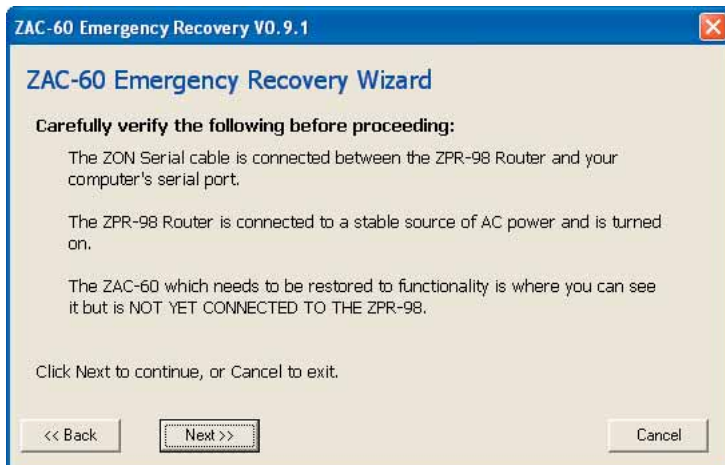 ZAC-60 Emergency Recovery V0.9.1
ZAC-60 Emergency Recovery Wizard
Carefully verify the following before proceeding:
The ZON Serial cable is connected between the ZPR-98 Router and your
computer's serial port.
The ZPR-98 Router is connected to a stable source of AC power and is turned
on.
The ZAC-60 which needs to be restored to functionality is where you can see
it but is NOT YET CONNECTED TO THE ZPR-98.
Click Next to continue, or Cancel to exit.
<< Back Next >> Cancel